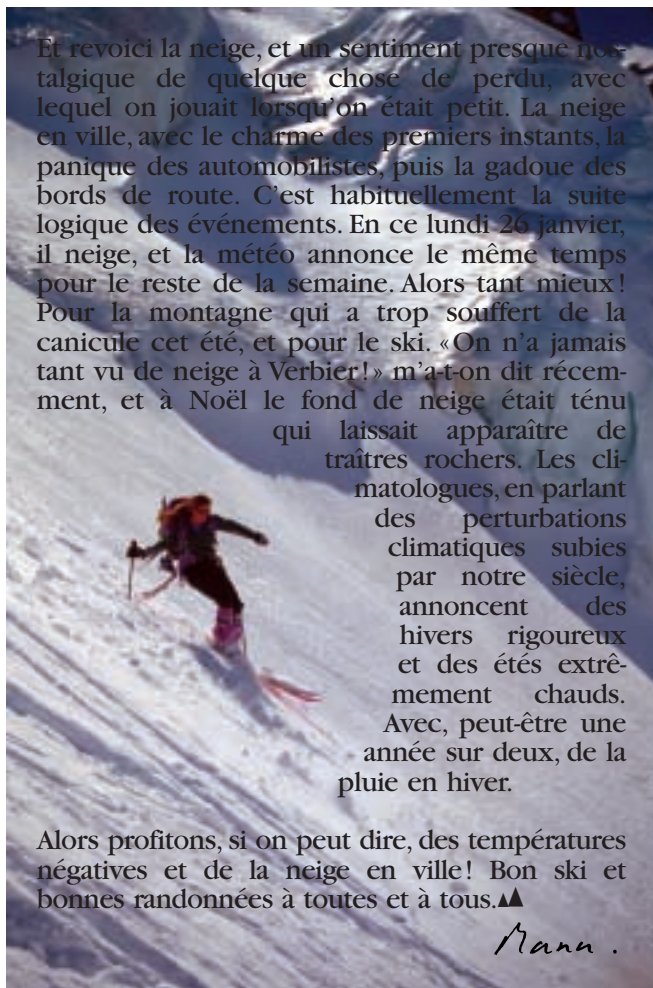 Et revoici la neige, et un sentiment presque nos-
talgique de quelque chose de perdu, avec
lequel on jouait lorsqu'on était petit. La neige
en ville, avec le charme des premiers instants, la
panique des automobilistes, puis la gadoue des
bords de route. C'est habituellement la suite
logique des événements. En ce lundi 26 janvier,
il neige, et la météo annonce le même temps
pour le reste de la semaine. Alors tant mieux!
Pour la montagne qui a trop souffert de la
canicule cet été, et pour le ski. «On n'a jamais
tant vu de neige à Verbier!» m'a-t-on dit récem-
ment, et à Noël le fond de neige était ténu
qui laissait apparaître de
traîtres rochers. Les cli-
matologues, en parlant
des perturbations
climatiques subies
par notre siècle,
annoncent des
hivers rigoureux
et des étés extrê-
mement chauds.
Avec, peut-être une
année sur deux, de la
pluie en hiver.
Alors profitons, si on peut dire, des températures
négatives et de la neige en ville! Bon ski et
bonnes randonnées à toutes et à tous.
Manu.